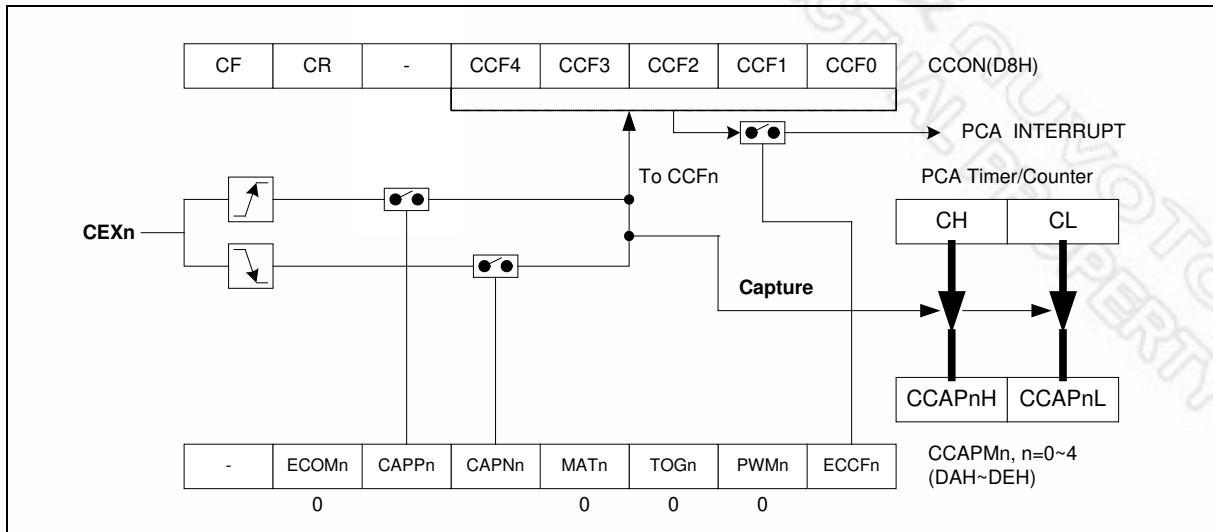 CF CR - CCF4 CCF3 CCF2 CCF1 CCF0 CCON(D8H)
PCA INTERRUPT
To CCFn
PCA Timer/Counter
CH CL
CEXn
Capture
CCAPnH CCAPnL
- ECOMn CAPPn CAPNn MATn TOGn PWMn ECCFn
CCAPMn, n=0~4
(DAH~DEH)
0 0 0 0